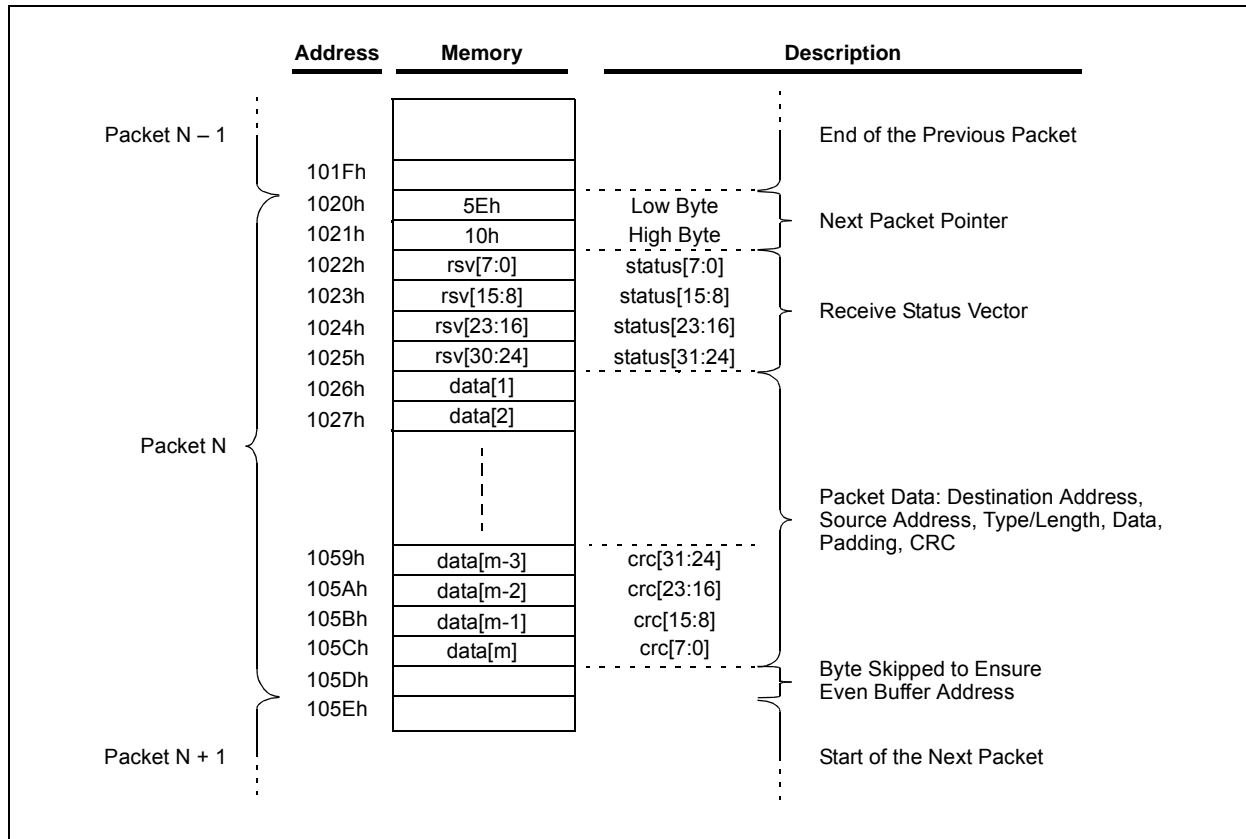 Address Memory Description
Packet N – 1 End of the Previous Packet
101Fh
1020h 5Eh Low Byte
Next Packet Pointer
1021h 10h High Byte
1022h rsv[7:0] status[7:0]
1023h rsv[15:8] status[15:8]
Receive Status Vector
1024h rsv[23:16] status[23:16]
1025h rsv[30:24] status[31:24]
1026h data[1]
1027h data[2]
Packet N
Packet Data: Destination Address,
Source Address, Type/Length, Data,
Padding, CRC
1059h data[m-3] crc[31:24]
105Ah data[m-2] crc[23:16]
105Bh data[m-1] crc[15:8]
105Ch data[m] crc[7:0]
105Dh
Byte Skipped to Ensure
Even Buffer Address
105Eh
Packet N + 1 Start of the Next Packet